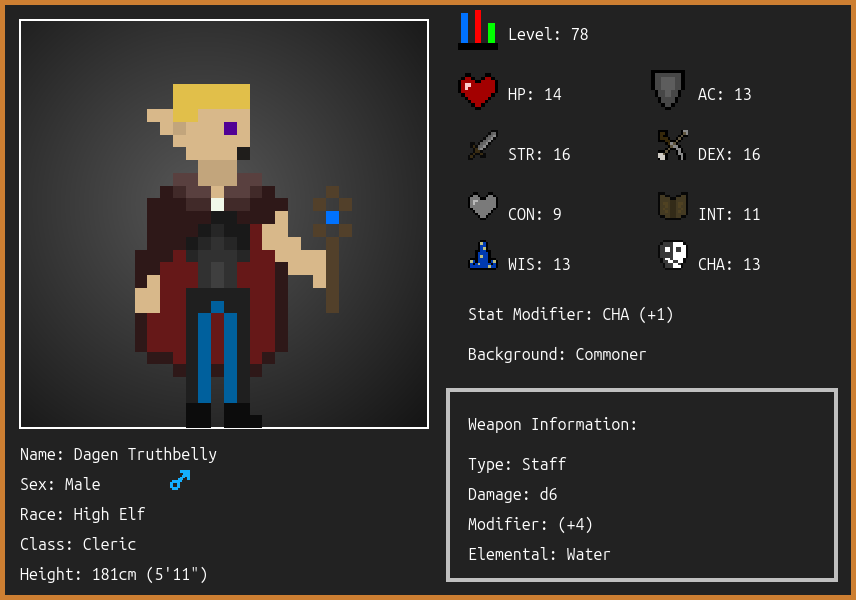 Level: 78
HP: 14
AC: 13
STR: 16
DEX: 16
CON: 9
INT: 11
WIS: 13
CHA: 13
Stat Modifier: CHA (+1)
Background: Commoner
Weapon Information:
Type: Staff
Damage: d6
Modifier: (+4)
Elemental: Water
Name: Dagen Truthbelly
Sex: Male
Race: High Elf
Class: Cleric
Height: 181cm (5'11")